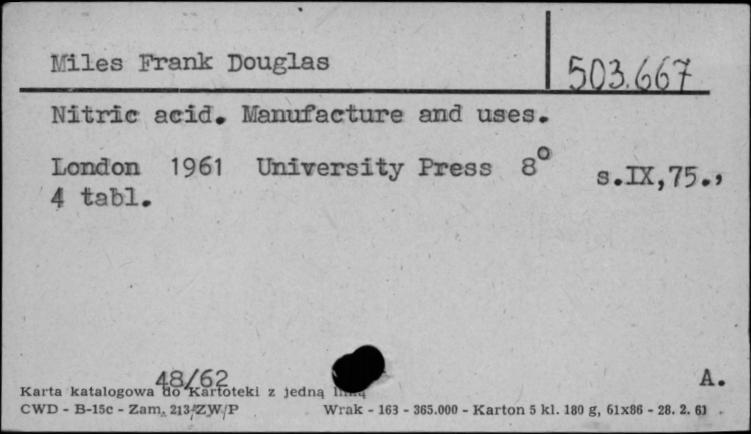 Miles Frank Douglas
503.667
Nitric acid. Manufacture and uses.
London 1961 University Press 8° s.IX,75.,
4 tabl.
48/62
A.
Karta katalogowa do Kartoteki z jedną linią
CWD - B-15c - Zam. 213/ZW/P Wrak - 163 - 365.000 - Karton 5 kl. 180 g, 61x86 - 28. 2. 61